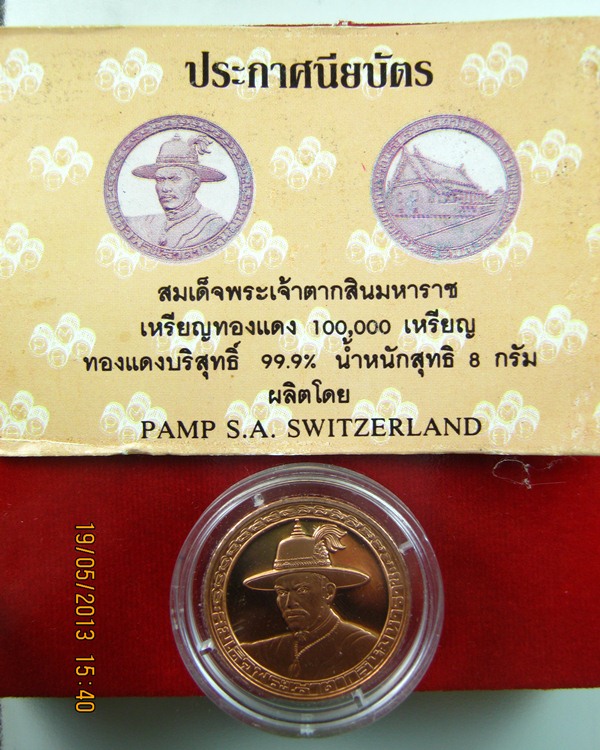 ประกาศนียบัตร
สมเด็จพระเจ้าตากสินมหาราช
เหรียญทองแดง 100,000 เหรียญ
ทองแดงบริสุทธิ์ 99.9% น้ำหนักสุทธิ 8 กรัม
ผลิตโดย
PAMP S.A. SWITZERLAND
19/05/2013 15:40